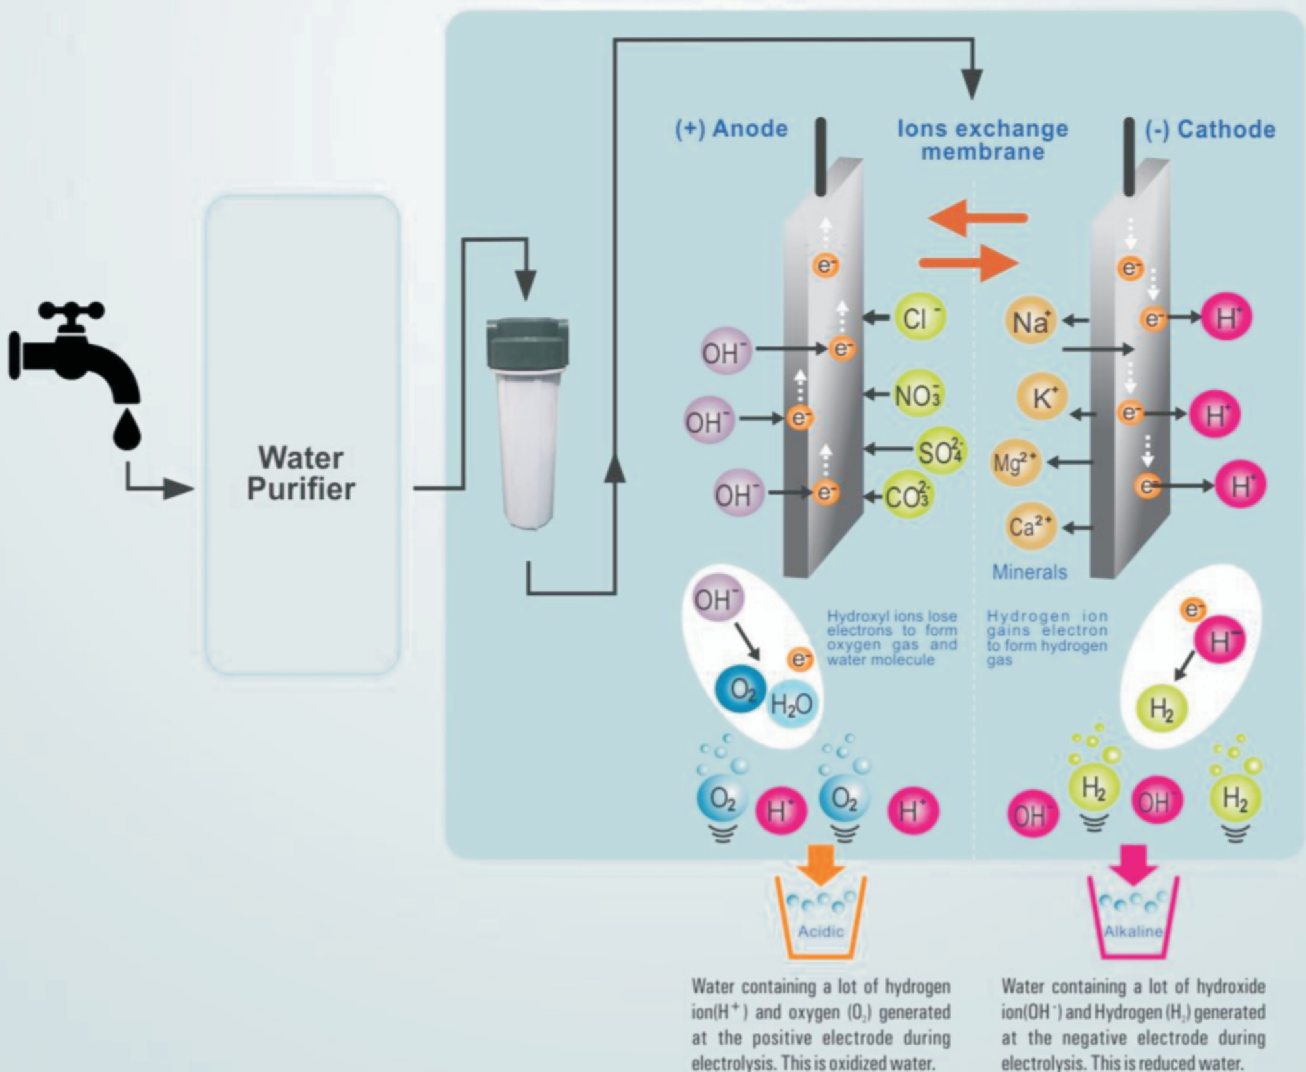 (+) Anode
Ions exchange
membrane
(-) Cathode
Water
Purifier
e⁻
e⁻
e⁻
e⁻
OH⁻
OH⁻
OH⁻
Cl⁻
NO₃⁻
SO₄²⁻
CO₃²⁻
Na⁺
K⁺
Mg²⁺
Ca²⁺
Minerals
e⁻
e⁻
e⁻
e⁻
H⁺
H⁺
H⁺
OH⁻
O₂
e⁻
H₂O
Hydroxyl ions lose
electrons to form
oxygen gas and
water molecule
Hydrogen ion
gains electron
to form hydrogen
gas
e⁻
H⁻
H₂
O₂
H⁺
O₂
H⁺
OH⁻
H₂
OH⁻
H₂
Acidic
Alkaline
Water containing a lot of hydrogen
ion(H⁺) and oxygen (O₂) generated
at the positive electrode during
electrolysis. This is oxidized water.
Water containing a lot of hydroxide
ion(OH⁻) and Hydrogen (H₂) generated
at the negative electrode during
electrolysis. This is reduced water.